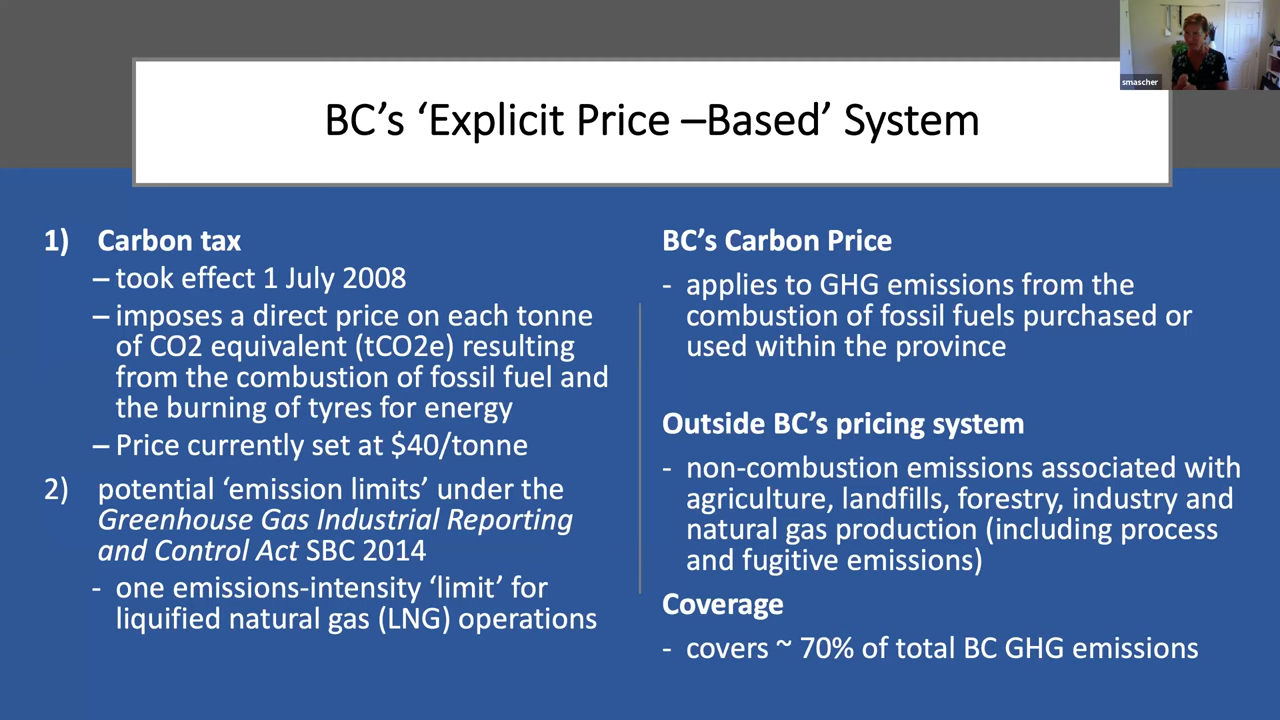 smascher
BC’s ‘Explicit Price –Based’ System
1) Carbon tax
– took effect 1 July 2008
– imposes a direct price on each tonne
of CO2 equivalent (tCO2e) resulting
from the combustion of fossil fuel and
the burning of tyres for energy
– Price currently set at $40/tonne
2) potential ‘emission limits’ under the
Greenhouse Gas Industrial Reporting
and Control Act SBC 2014
- one emissions-intensity ‘limit’ for
liquified natural gas (LNG) operations
BC’s Carbon Price
- applies to GHG emissions from the
combustion of fossil fuels purchased or
used within the province
Outside BC’s pricing system
- non-combustion emissions associated with
agriculture, landfills, forestry, industry and
natural gas production (including process
and fugitive emissions)
Coverage
- covers ~ 70% of total BC GHG emissions